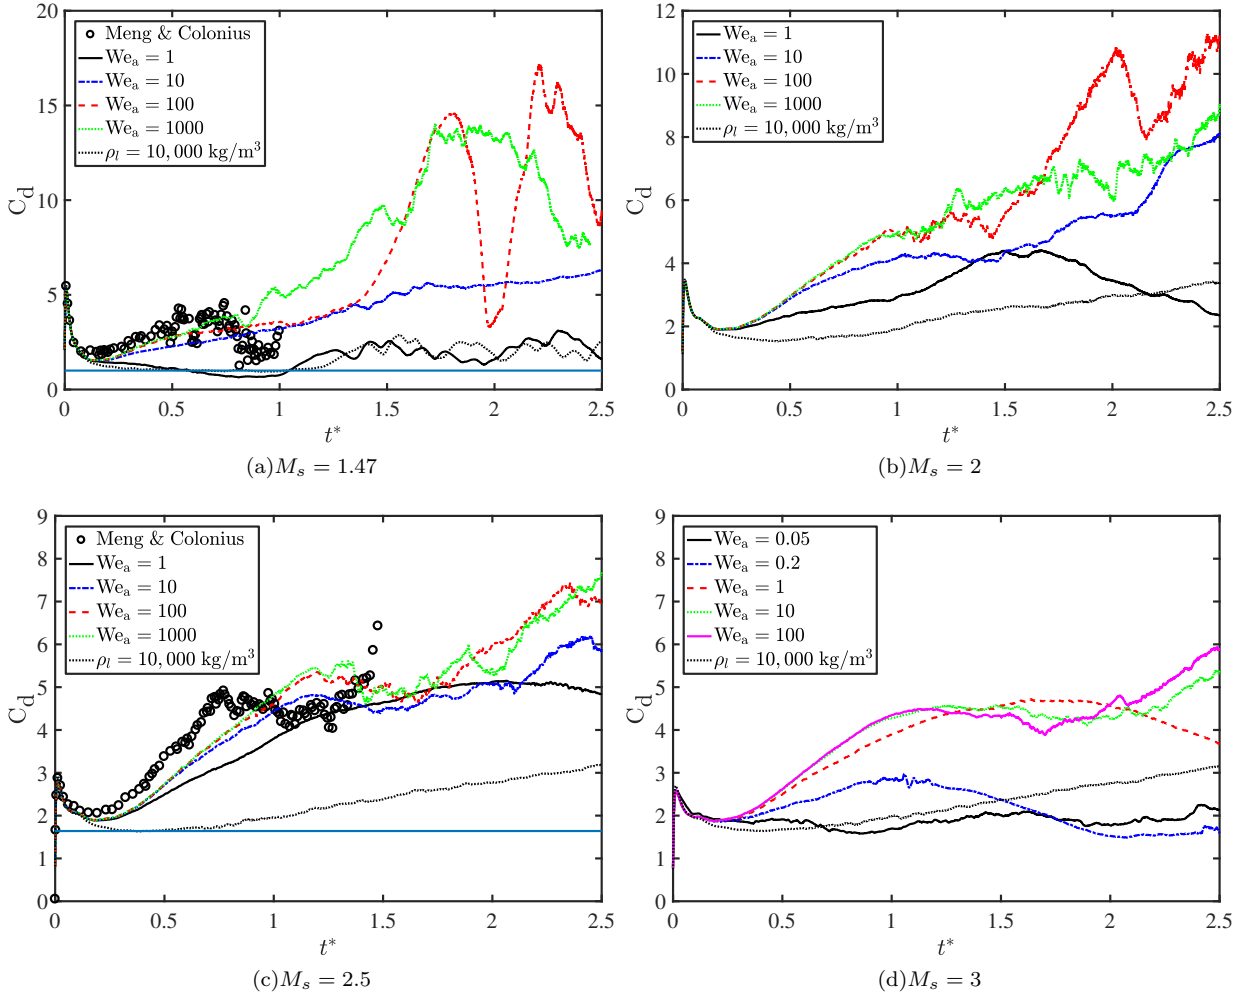 20
15
10
5
0
C_d
Meng & Colonius
We_a = 1
We_a = 10
We_a = 100
We_a = 1000
ρ_l = 10,000 kg/m^3
0 0.5 1 1.5 2 2.5
t*
(a)M_s = 1.47
12
10
8
6
4
2
0
C_d
We_a = 1
We_a = 10
We_a = 100
We_a = 1000
ρ_l = 10,000 kg/m^3
0 0.5 1 1.5 2 2.5
t*
(b)M_s = 2
9
8
7
6
5
4
3
2
1
0
C_d
Meng & Colonius
We_a = 1
We_a = 10
We_a = 100
We_a = 1000
ρ_l = 10,000 kg/m^3
0 0.5 1 1.5 2 2.5
t*
(c)M_s = 2.5
9
8
7
6
5
4
3
2
1
0
C_d
We_a = 0.05
We_a = 0.2
We_a = 1
We_a = 10
We_a = 100
ρ_l = 10,000 kg/m^3
0 0.5 1 1.5 2 2.5
t*
(d)M_s = 3